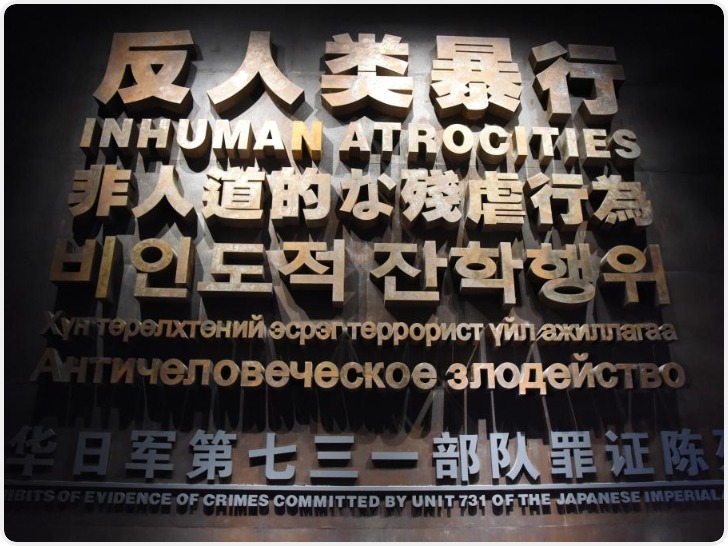 反人类暴行
INHUMAN ATROCITIES
非人道的な残虐行為
비인도적 잔학행위
Хүн төрөлхтөний эсрэг террорист үйл ажиллагаа
Античеловеческое злодейство
华日军第七三一部队罪证陈
OF EVIDENCE OF CRIMES COMMITTED BY UNIT 731 OF THE JAPANESE